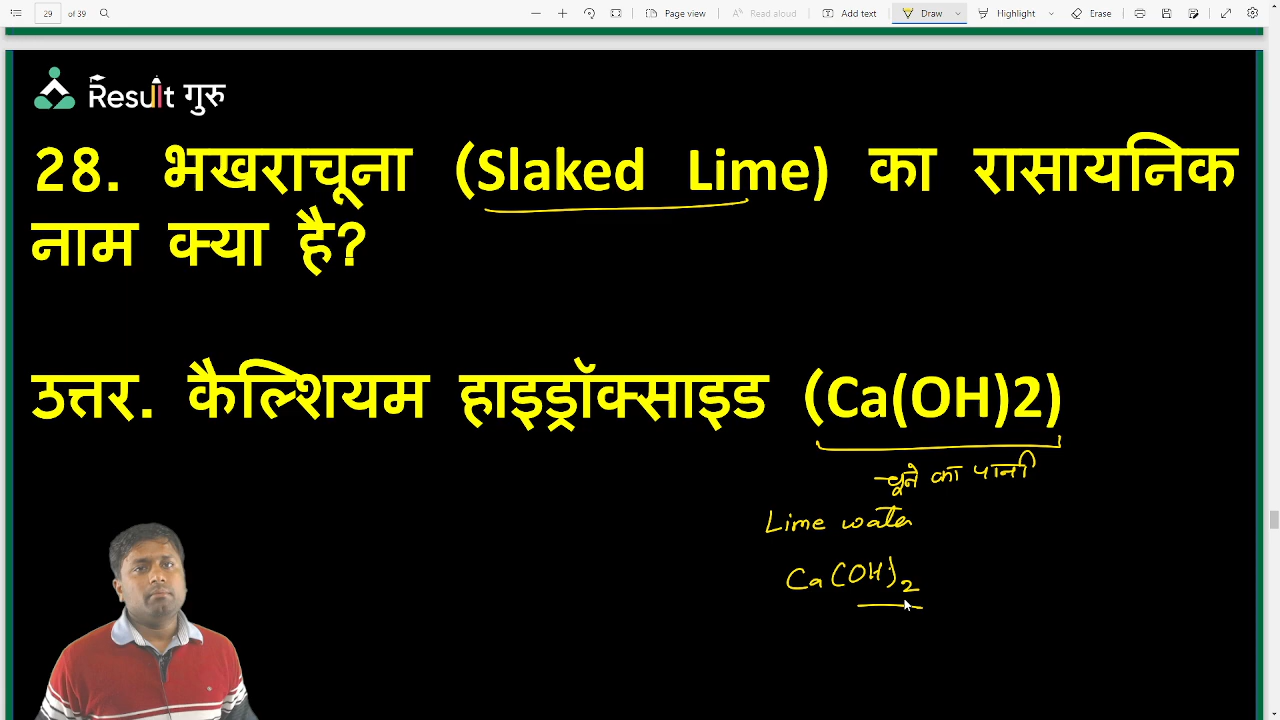 29 of 39 Page view Read aloud Add text Draw Highlight Erase
Result गुरु
28. भखराचूना (Slaked Lime) का रासायनिक
नाम क्या है?
उत्तर. कैल्शियम हाइड्रॉक्साइड (Ca(OH)2)
चूने का पानी
Lime water
Ca(OH)2